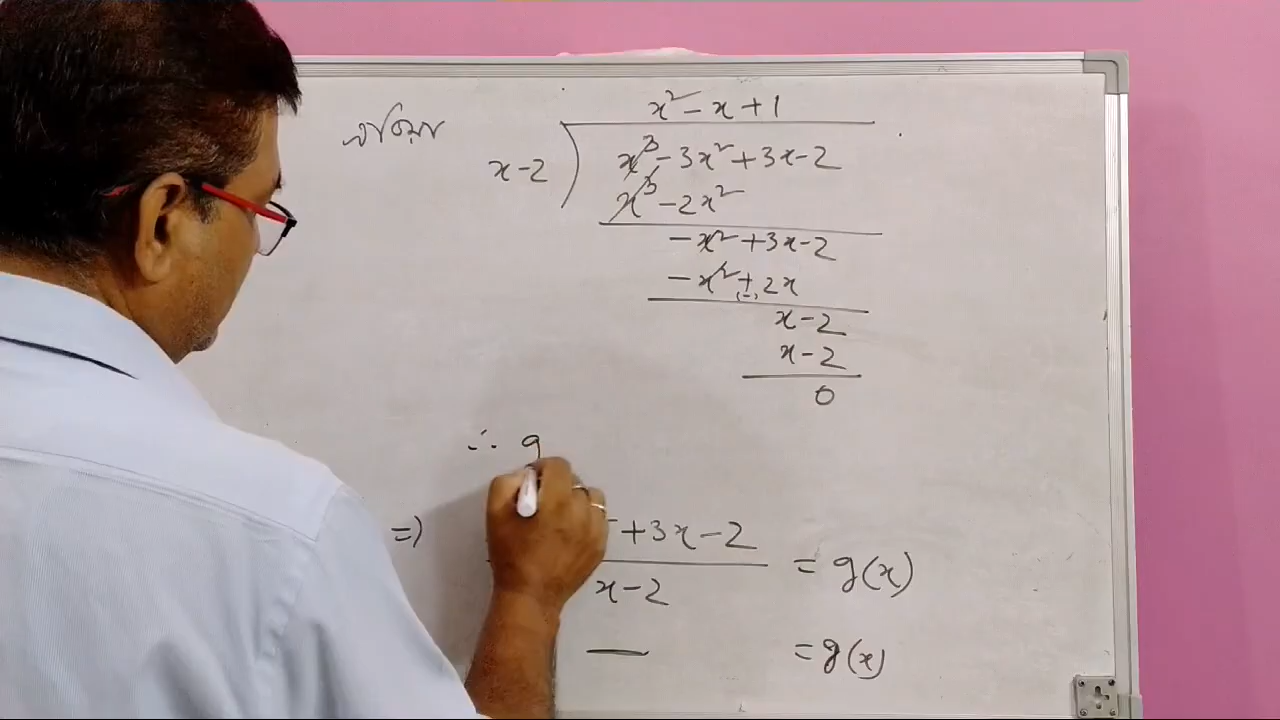 x² - x + 1
x-2 ) x³ - 3x² + 3x - 2
x³ - 2x²
- x² + 3x - 2
- x² + 2x
(-)
x - 2
x - 2
0
∴ g
=> + 3x - 2
x - 2 = g(x)
— = g(x)